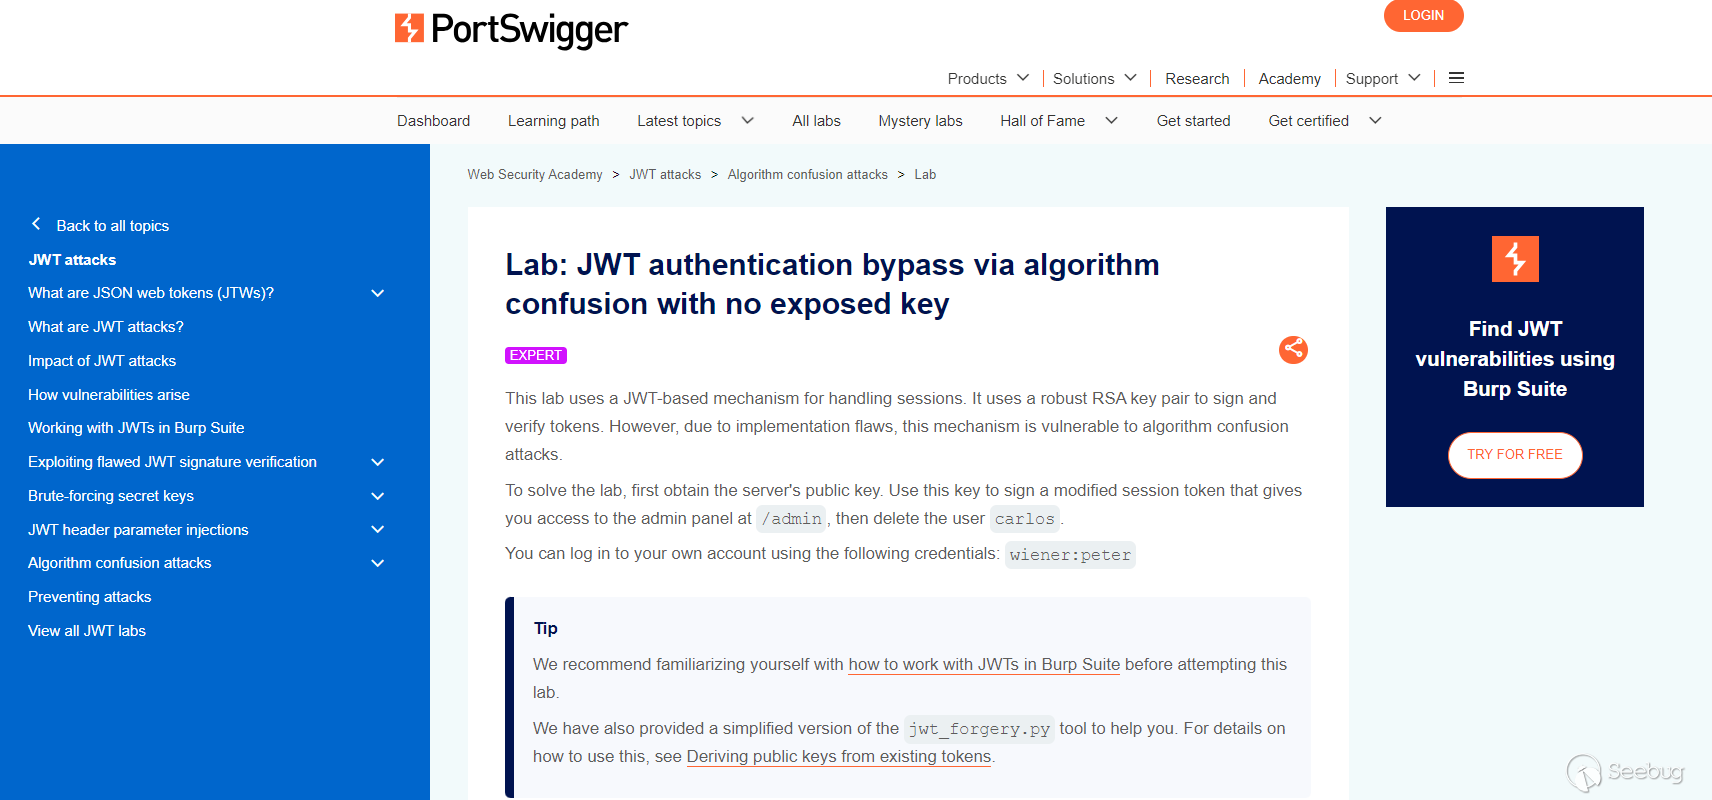 PortSwigger
LOGIN
Products
Solutions
Research
Academy
Support
Dashboard
Learning path
Latest topics
All labs
Mystery labs
Hall of Fame
Get started
Get certified
Back to all topics
JWT attacks
What are JSON web tokens (JTWs)?
What are JWT attacks?
Impact of JWT attacks
How vulnerabilities arise
Working with JWTs in Burp Suite
Exploiting flawed JWT signature verification
Brute-forcing secret keys
JWT header parameter injections
Algorithm confusion attacks
Preventing attacks
View all JWT labs
Web Security Academy > JWT attacks > Algorithm confusion attacks > Lab
Lab: JWT authentication bypass via algorithm
confusion with no exposed key
EXPERT
This lab uses a JWT-based mechanism for handling sessions. It uses a robust RSA key pair to sign and
verify tokens. However, due to implementation flaws, this mechanism is vulnerable to algorithm confusion
attacks.
To solve the lab, first obtain the server's public key. Use this key to sign a modified session token that gives
you access to the admin panel at /admin, then delete the user carlos.
You can log in to your own account using the following credentials: wiener:peter
Tip
We recommend familiarizing yourself with how to work with JWTs in Burp Suite before attempting this
lab.
We have also provided a simplified version of the jwt_forgery.py tool to help you. For details on
how to use this, see Deriving public keys from existing tokens.
Find JWT
vulnerabilities using
Burp Suite
TRY FOR FREE
Seebug